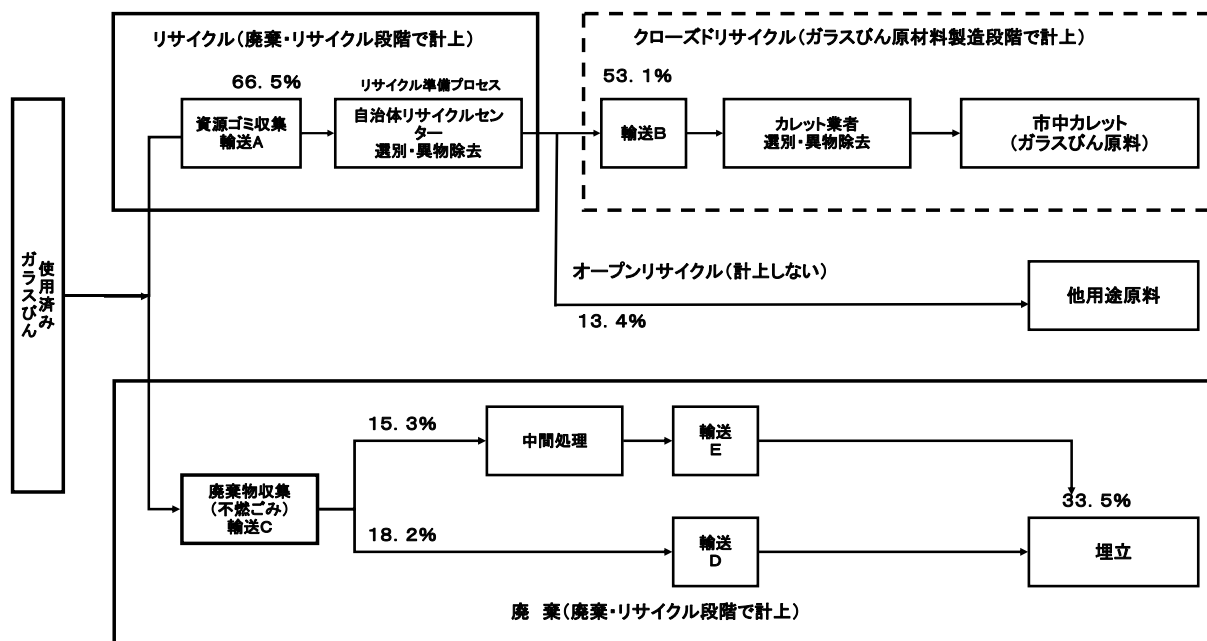 リサイクル(廃棄・リサイクル段階で計上)
66．5%
リサイクル準備プロセス
資源ゴミ収集
輸送A
自治体リサイクルセン
ター
選別・異物除去
クローズドリサイクル(ガラスびん原材料製造段階で計上)
53．1%
輸送B
カレット業者
選別・異物除去
市中カレット
(ガラスびん原料)
使用済み
ガラスびん
オープンリサイクル(計上しない)
13．4%
他用途原料
15．3%
中間処理
輸送
E
廃棄物収集
(不燃ごみ)
輸送C
18．2%
輸送
D
33．5%
埋立
廃　棄(廃棄・リサイクル段階で計上)